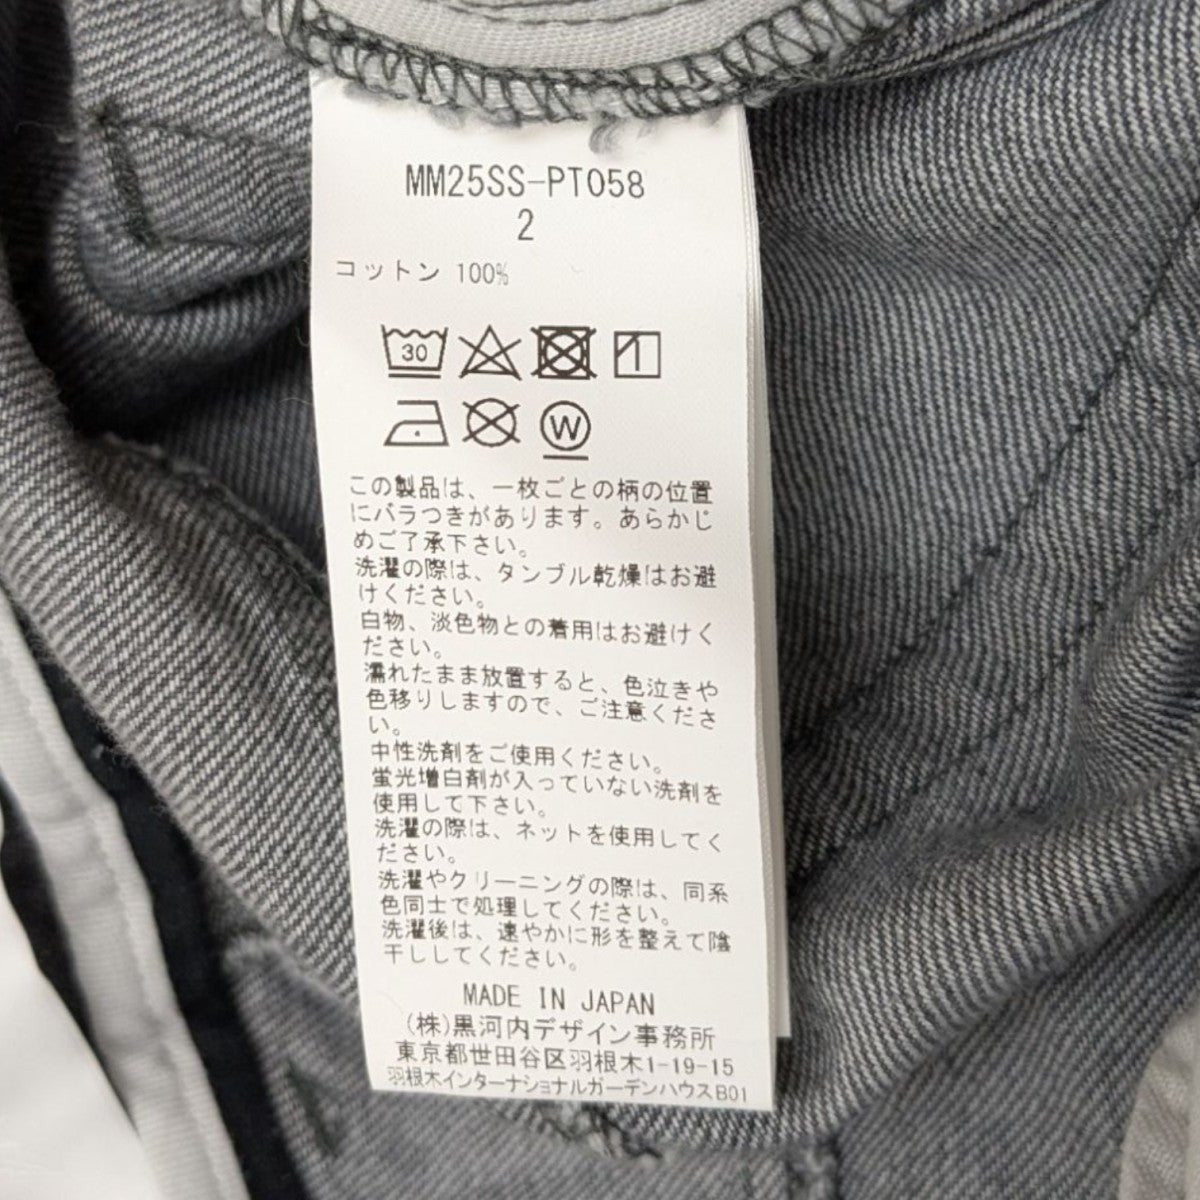 MM25SS-PT058
2
コットン 100%
30
W
この製品は、一枚ごとの柄の位置
にバラつきがあります。あらかじ
めご了承下さい。
洗濯の際は、タンブル乾燥はお避
けください。
白物、淡色物との着用はお避けく
ださい。
濡れたまま放置すると、色泣きや
色移りしますので、ご注意くださ
い。
中性洗剤をご使用ください。
蛍光増白剤が入っていない洗剤を
使用して下さい。
洗濯の際は、ネットを使用してく
ださい。
洗濯やクリーニングの際は、同系
色同士で処理してください。
洗濯後は、速やかに形を整えて陰
干ししてください。
MADE IN JAPAN
(株)黒河内デザイン事務所
東京都世田谷区羽根木1-19-15
羽根木インターナショナルガーデンハウスB01